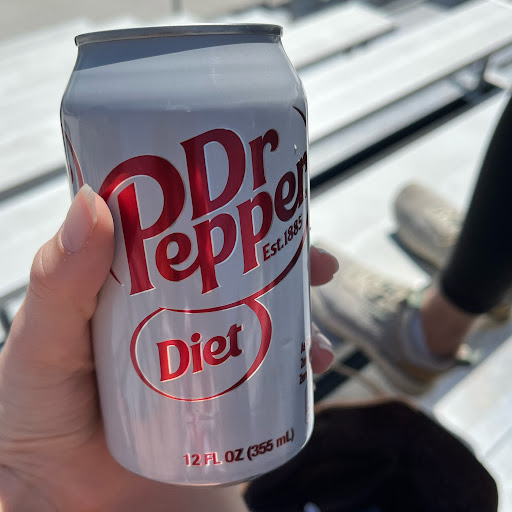 Dr
Pepper
Est.1885
Diet
12 FL OZ (355 mL)